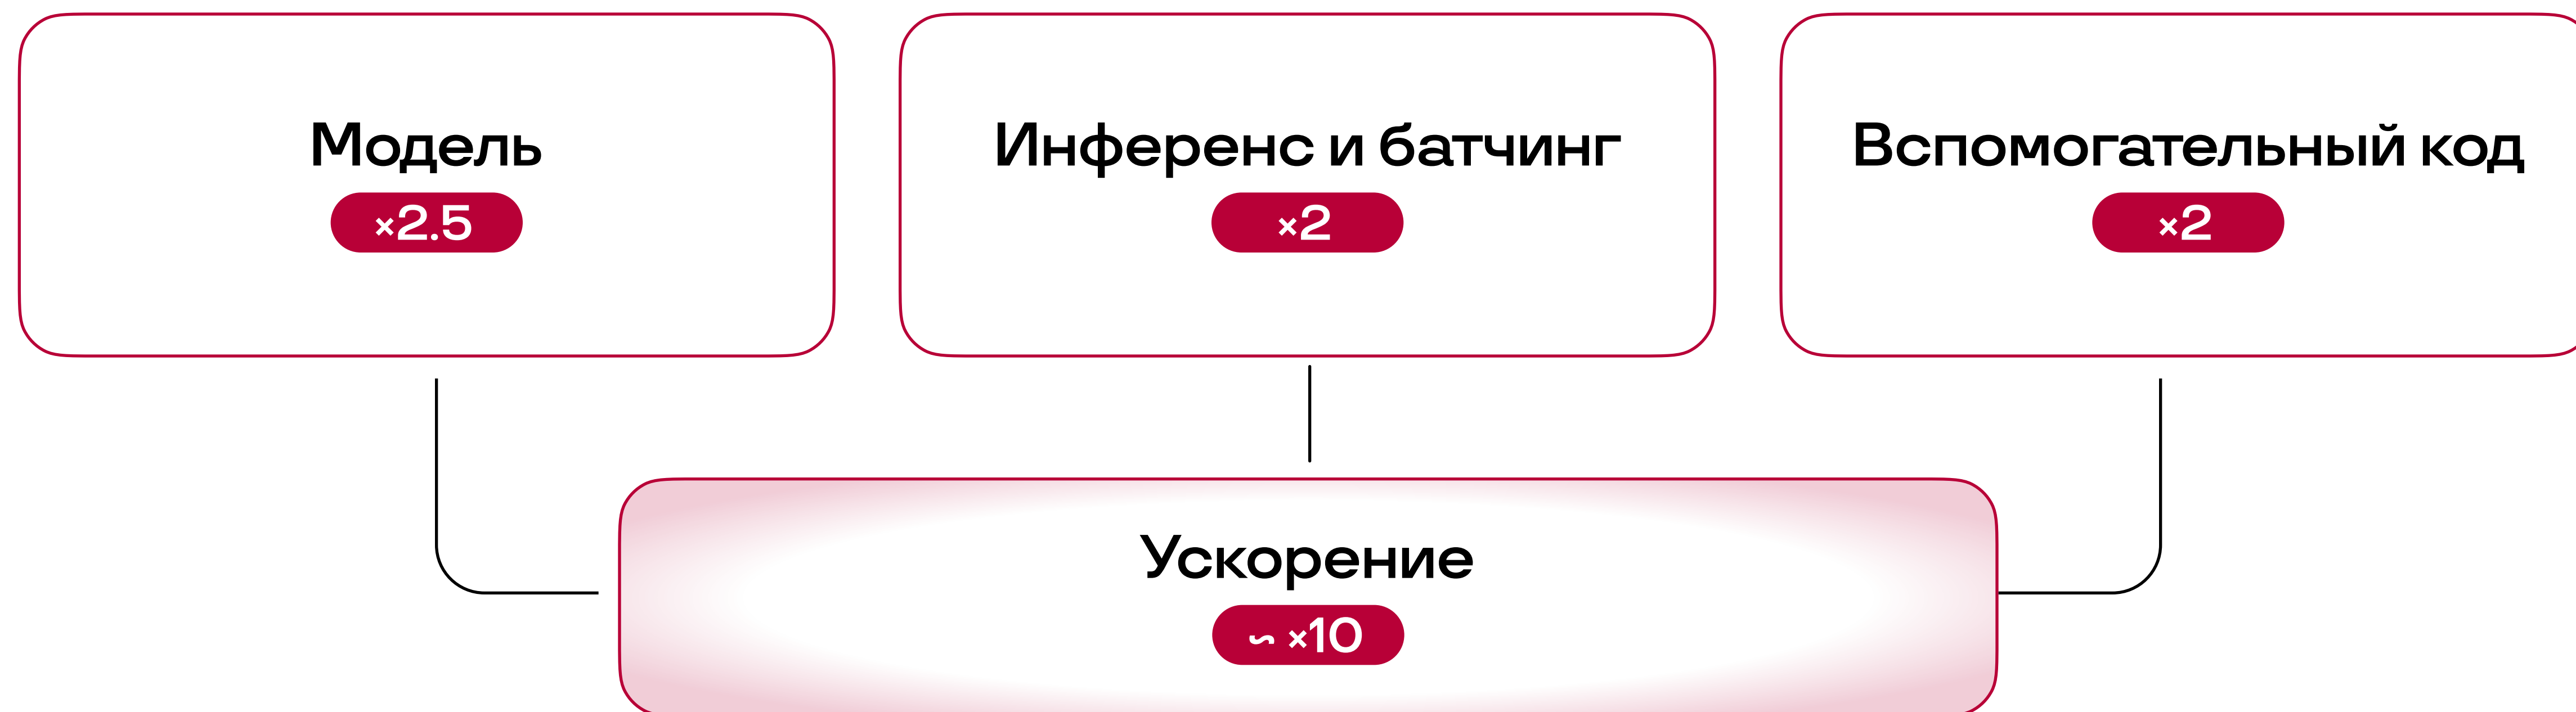 Модель
×2.5
Инференс и батчинг
×2
Вспомогательный код
×2
Ускорение
~ ×10